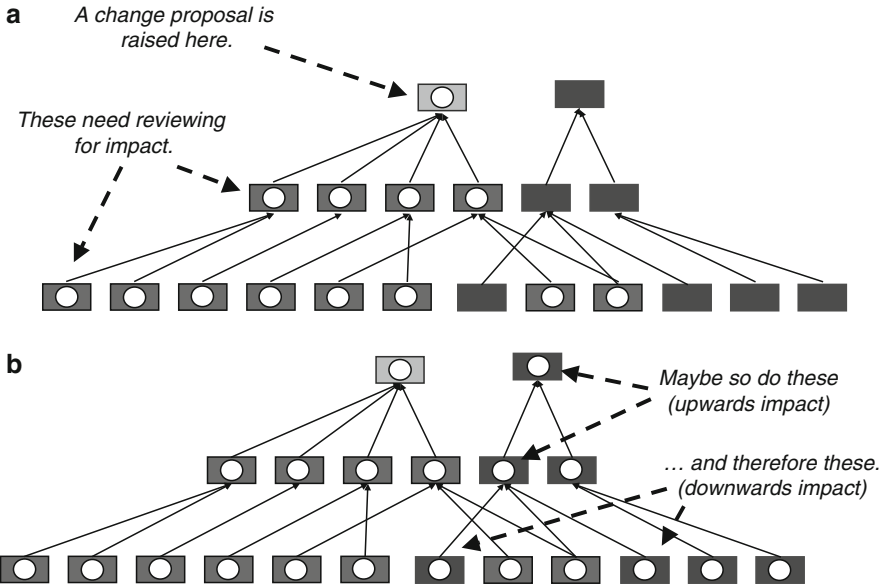 a
A change proposal is
raised here.
These need reviewing
for impact.
b
Maybe so do these
(upwards impact)
... and therefore these.
(downwards impact)